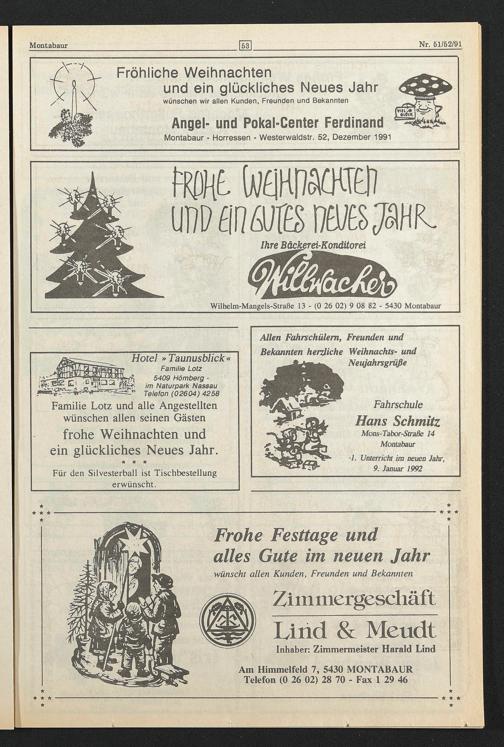 Montabaur
53
Nr. 51/52/91
Fröhliche Weihnachten
und ein glückliches Neues Jahr
wünschen wir allen Kunden, Freunden und Bekannten
Angel- und Pokal-Center Ferdinand
Montabaur - Horressen - Westerwaldstr. 52, Dezember 1991
VIEL GLÜCK
FROHE WEIHNACHTEN
UND EIN GUTES NEUES JAHR
Ihre Bäckerei-Konditorei
Willwacher
Wilhelm-Mangels-Straße 13 - (0 26 02) 9 08 82 - 5430 Montabaur
Hotel »Taunusblick«
Familie Lotz
5409 Hömberg -
im Naturpark Nassau
Telefon (02604) 4258
Familie Lotz und alle Angestellten
wünschen allen seinen Gästen
frohe Weihnachten und
ein glückliches Neues Jahr.
* * *
Für den Silvesterball ist Tischbestellung
erwünscht.
Allen Fahrschülern, Freunden und
Bekannten herzliche Weihnachts- und
Neujahrsgrüße
Fahrschule
Hans Schmitz
Mons-Tabor-Straße 14
Montabaur
-1. Unterricht im neuen Jahr,
9. Januar 1992
Frohe Festtage und
alles Gute im neuen Jahr
wünscht allen Kunden, Freunden und Bekannten
Zimmergeschäft
Lind & Meudt
Inhaber: Zimmermeister Harald Lind
Am Himmelfeld 7, 5430 MONTABAUR
Telefon (0 26 02) 28 70 - Fax 1 29 46